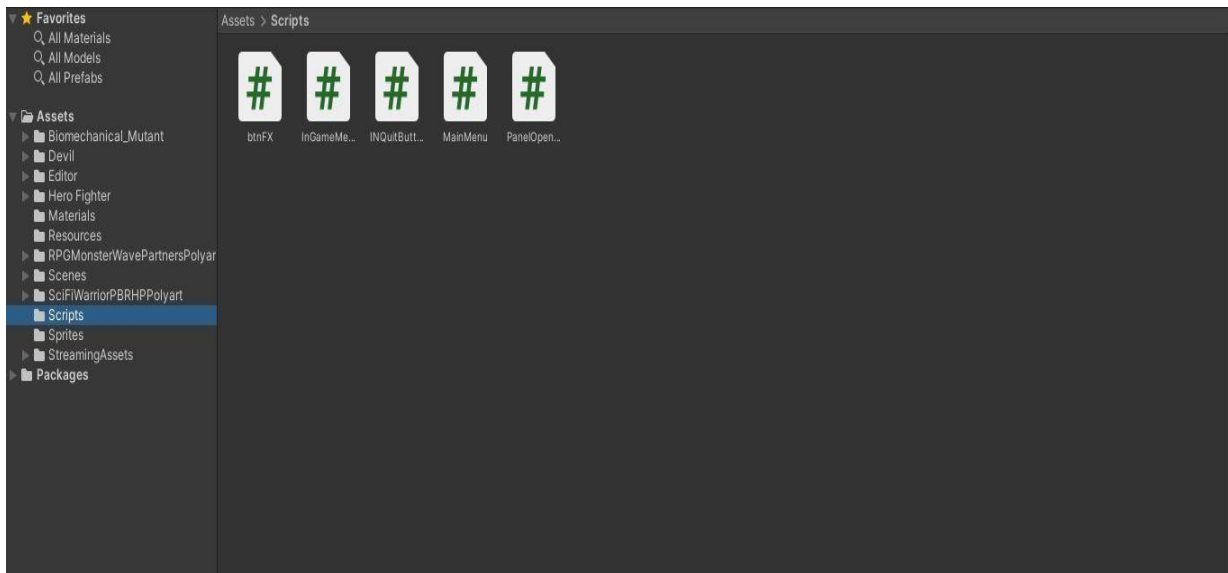 Favorites
All Materials
All Models
All Prefabs
Assets
Biomechanical_Mutant
Devil
Editor
Hero Fighter
Materials
Resources
RPGMonsterWavePartnersPolyar
Scenes
SciFiWarriorPBRHPPolyart
Scripts
Sprites
StreamingAssets
Packages
Assets > Scripts
btnFX InGameMe... INQuitButt... MainMenu PanelOpen...